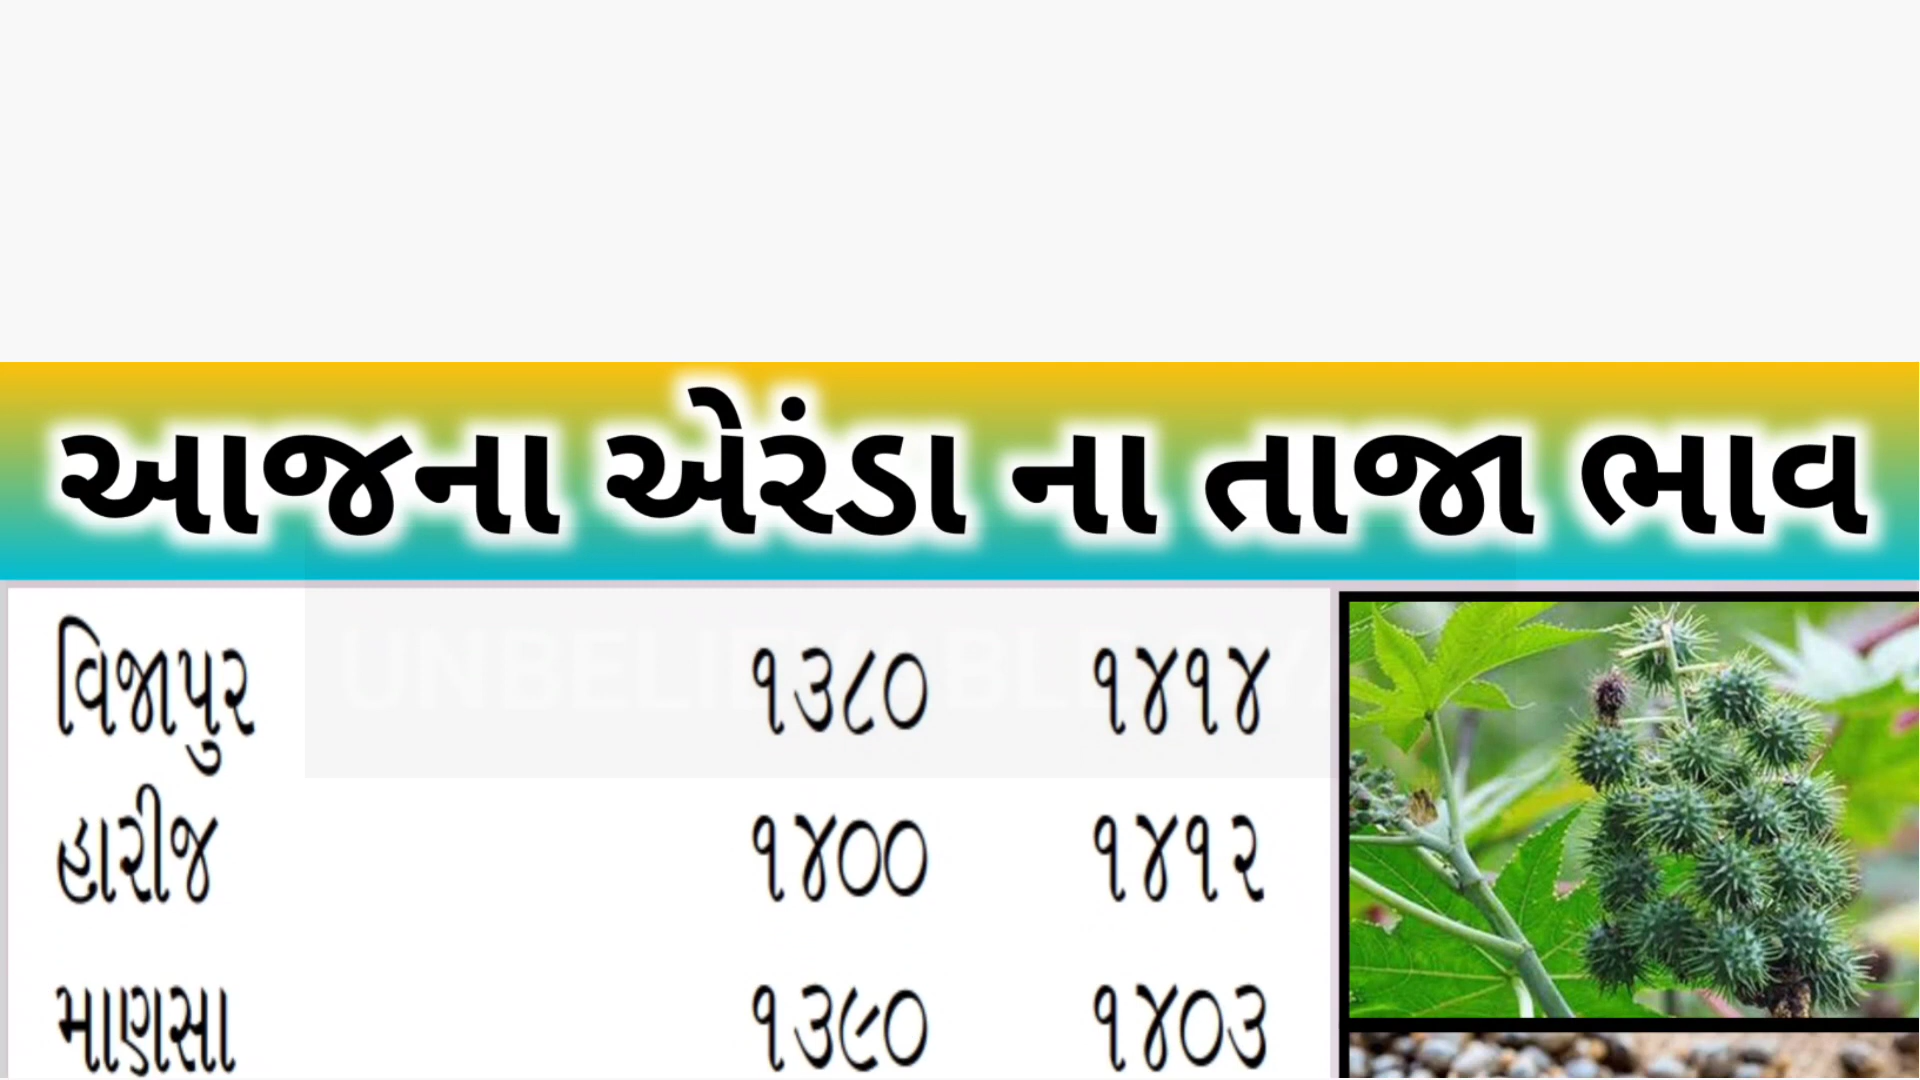 આજના એરંડા ના તાજા ભાવ
વિજાપુર ૧૩૮૦ ૧૪૧૪
હારીજ ૧૪૦૦ ૧૪૧૨
માણસા ૧૩૯૦ ૧૪૦૩